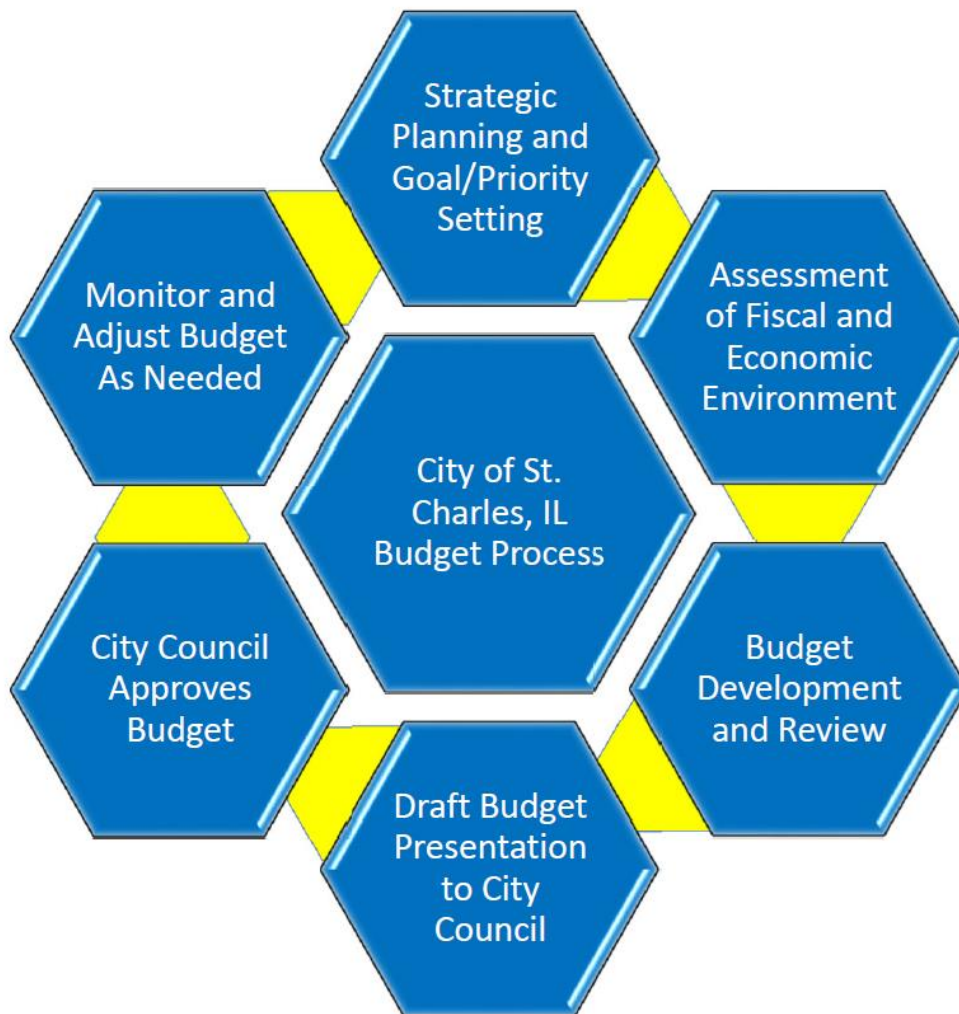 Strategic
Planning and
Goal/Priority
Setting
Assessment
of Fiscal and
Economic
Environment
Budget
Development
and Review
Draft Budget
Presentation
to City
Council
City Council
Approves
Budget
Monitor and
Adjust Budget
As Needed
City of St.
Charles, IL
Budget Process